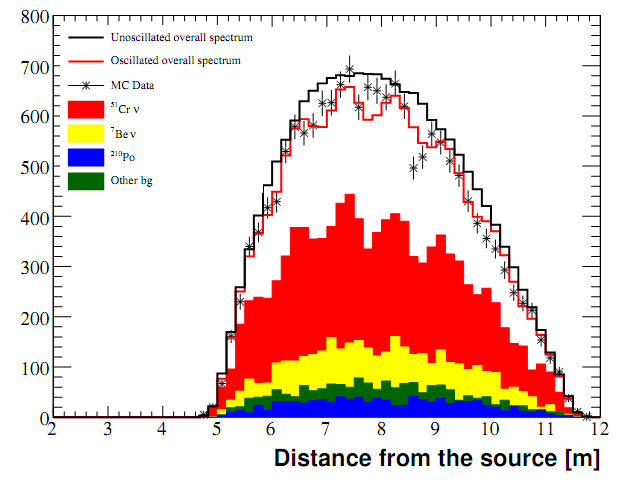 800
700
600
500
400
300
200
100
0
Unoscillated overall spectrum
Oscillated overall spectrum
MC Data
⁵¹Cr ν
⁷Be ν
²¹⁰Po
Other bg
2 3 4 5 6 7 8 9 10 11 12
Distance from the source [m]